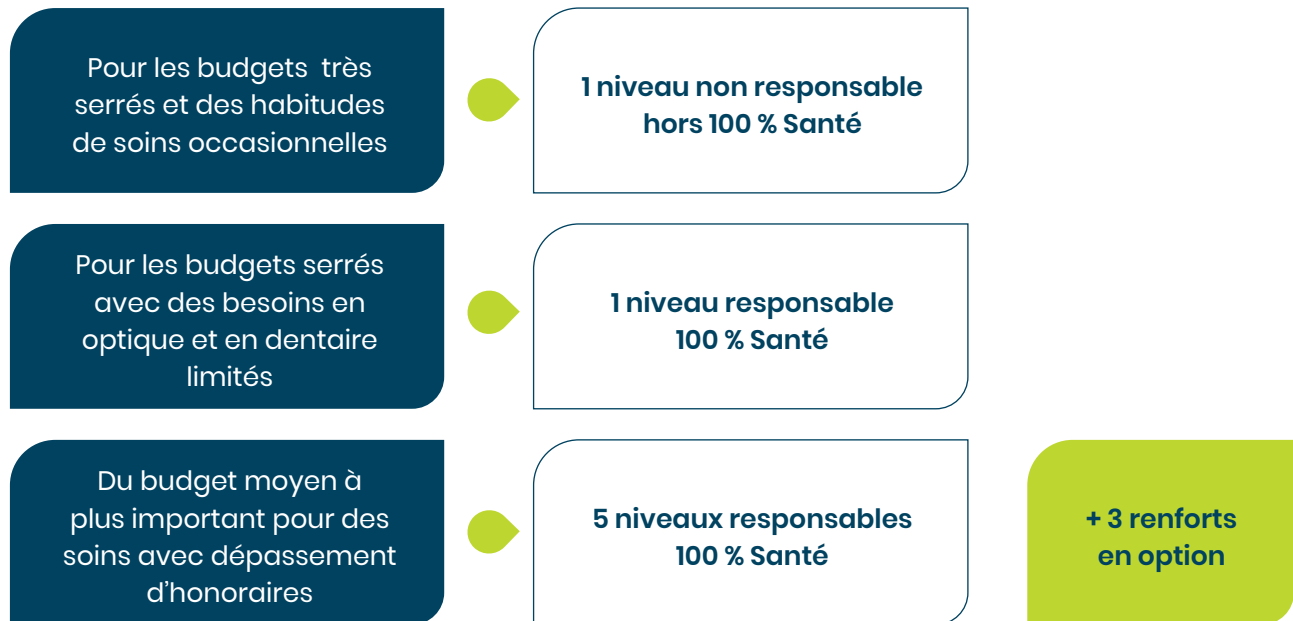 Pour les budgets très
serrés et des habitudes
de soins occasionnelles
1 niveau non responsable
hors 100 % Santé
Pour les budgets serrés
avec des besoins en
optique et en dentaire
limités
1 niveau responsable
100 % Santé
Du budget moyen à
plus important pour des
soins avec dépassement
d’honoraires
5 niveaux responsables
100 % Santé
+ 3 renforts
en option